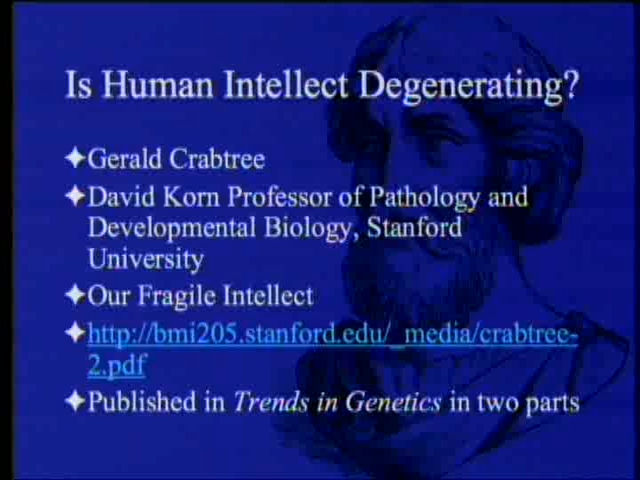 Is Human Intellect Degenerating?
Gerald Crabtree
David Korn Professor of Pathology and
Developmental Biology, Stanford
University
Our Fragile Intellect
http://bmi205.stanford.edu/_media/crabtree-
2.pdf
Published in Trends in Genetics in two parts